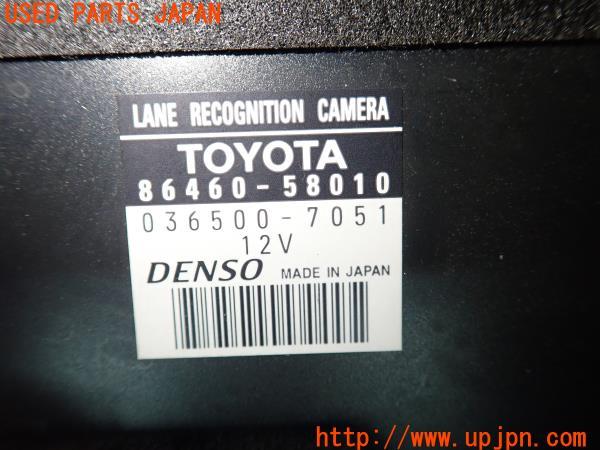 USED PARTS JAPAN
LANE RECOGNITION CAMERA
TOYOTA
86460-58010
036500-7051
12V
DENSO MADE IN JAPAN
http://www.upjpn.com